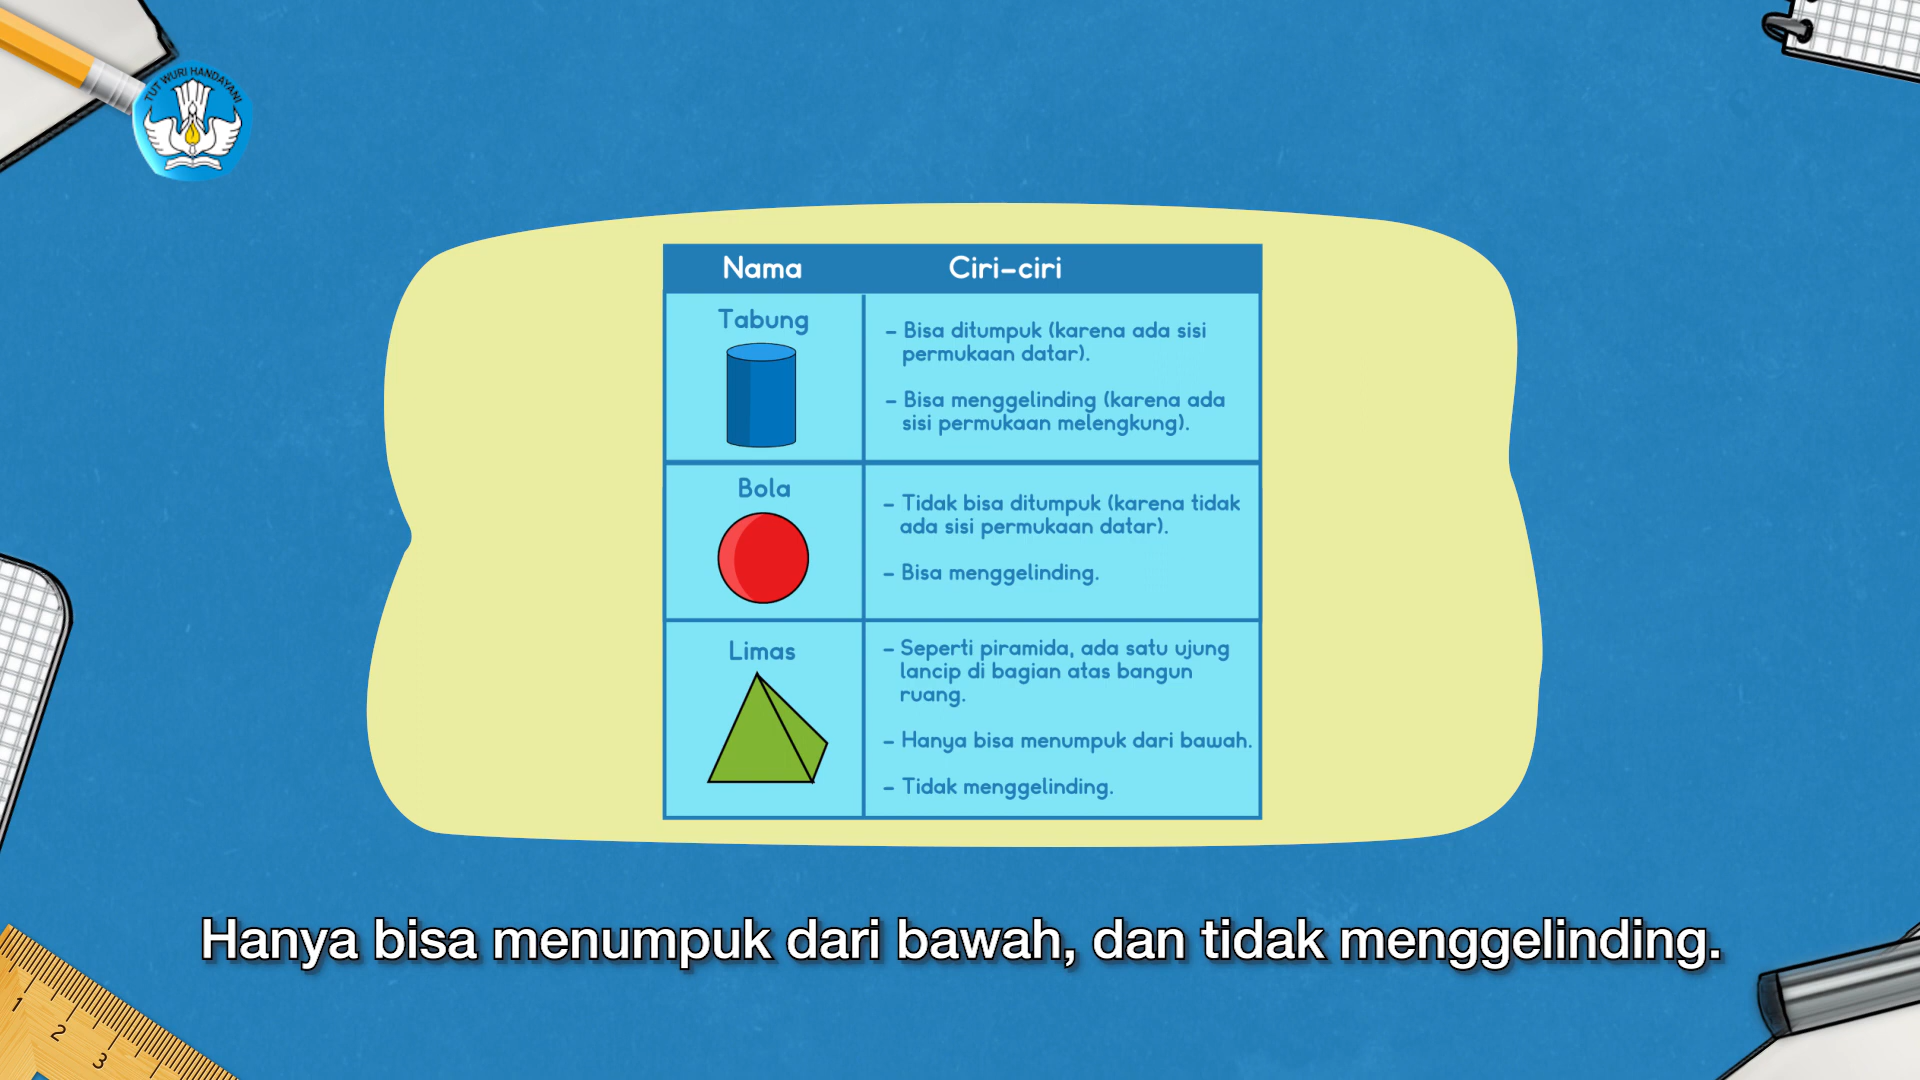 TUT WURI HANDAYANI
Nama
Ciri-ciri
Tabung
- Bisa ditumpuk (karena ada sisi
permukaan datar).
- Bisa menggelinding (karena ada
sisi permukaan melengkung).
Bola
- Tidak bisa ditumpuk (karena tidak
ada sisi permukaan datar).
- Bisa menggelinding.
Limas
- Seperti piramida, ada satu ujung
lancip di bagian atas bangun
ruang.
- Hanya bisa menumpuk dari bawah.
- Tidak menggelinding.
Hanya bisa menumpuk dari bawah, dan tidak menggelinding.
1
2
3